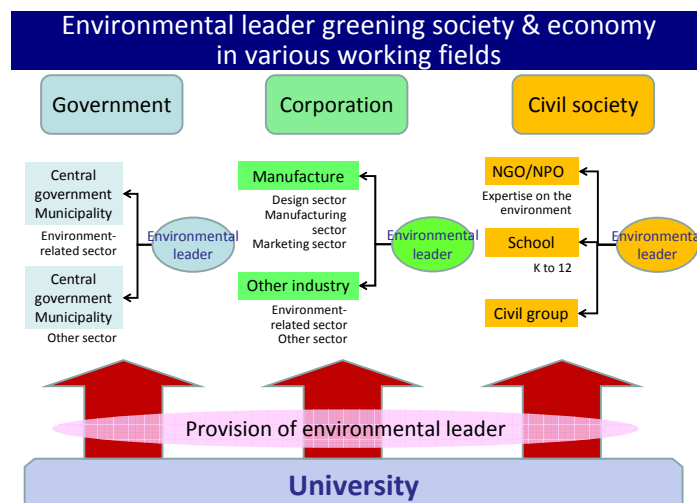 Environmental leader greening society & economy
in various working fields
Government
Corporation
Civil society
Central
government
Municipality
Environment-
related sector
Central
government
Municipality
Other sector
Environmental
leader
Manufacture
Design sector
Manufacturing
sector
Marketing sector
Other industry
Environment-
related sector
Other sector
Environmental
leader
NGO/NPO
Expertise on the
environment
School
K to 12
Civil group
Environmental
leader
Provision of environmental leader
University